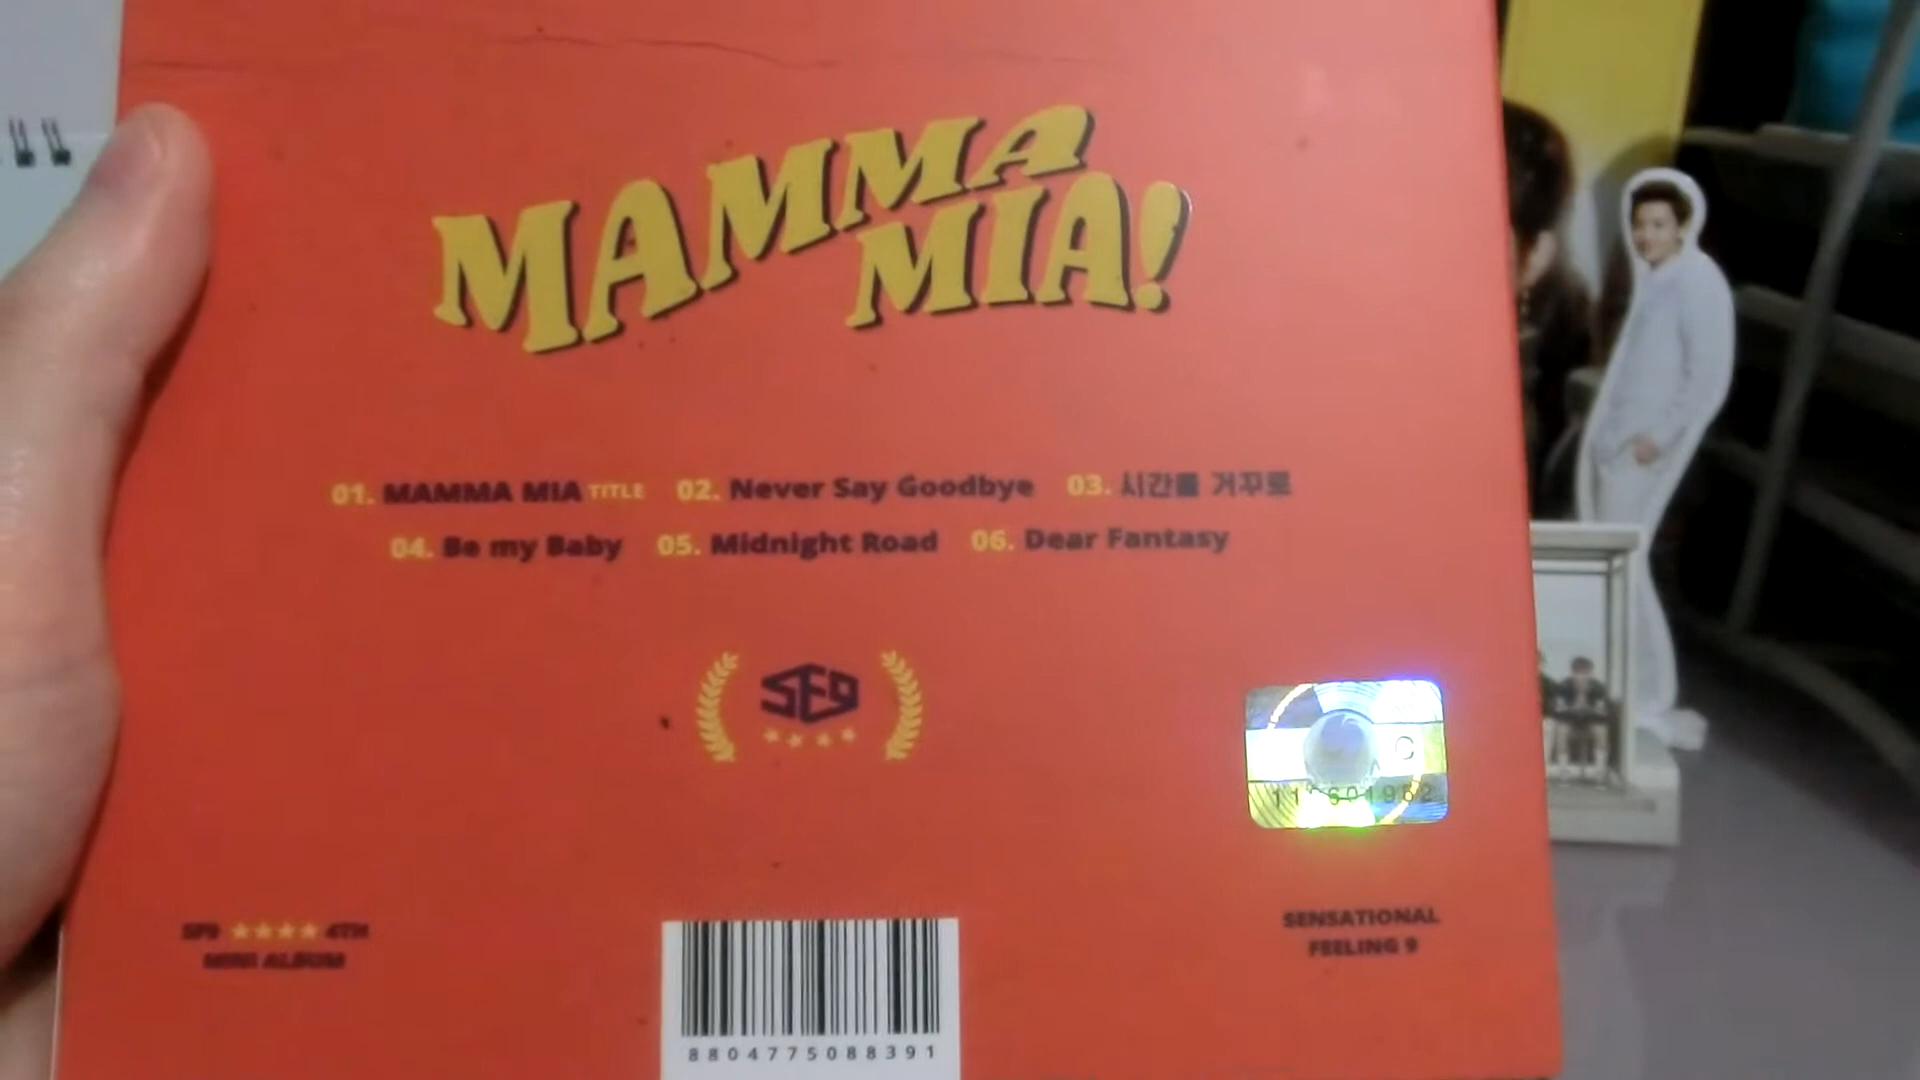 MAMMA
MIA!
01. MAMMA MIA TITLE 02. Never Say Goodbye 03. 시간을 거꾸로
04. Be my Baby 05. Midnight Road 06. Dear Fantasy
SF9
SF9 ★★★★ 4TH
MINI ALBUM
SENSATIONAL
FEELING 9
8804775088391